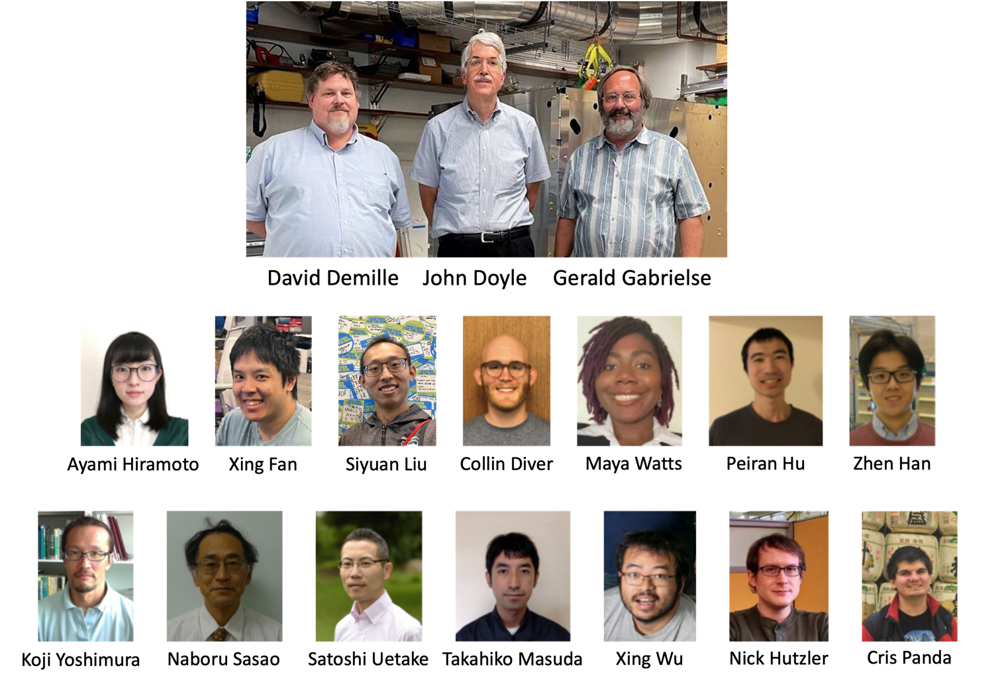 David Demille John Doyle Gerald Gabrielse
Ayami Hiramoto Xing Fan Siyuan Liu Collin Diver Maya Watts Peiran Hu Zhen Han
Koji Yoshimura Naboru Sasao Satoshi Uetake Takahiko Masuda Xing Wu Nick Hutzler Cris Panda